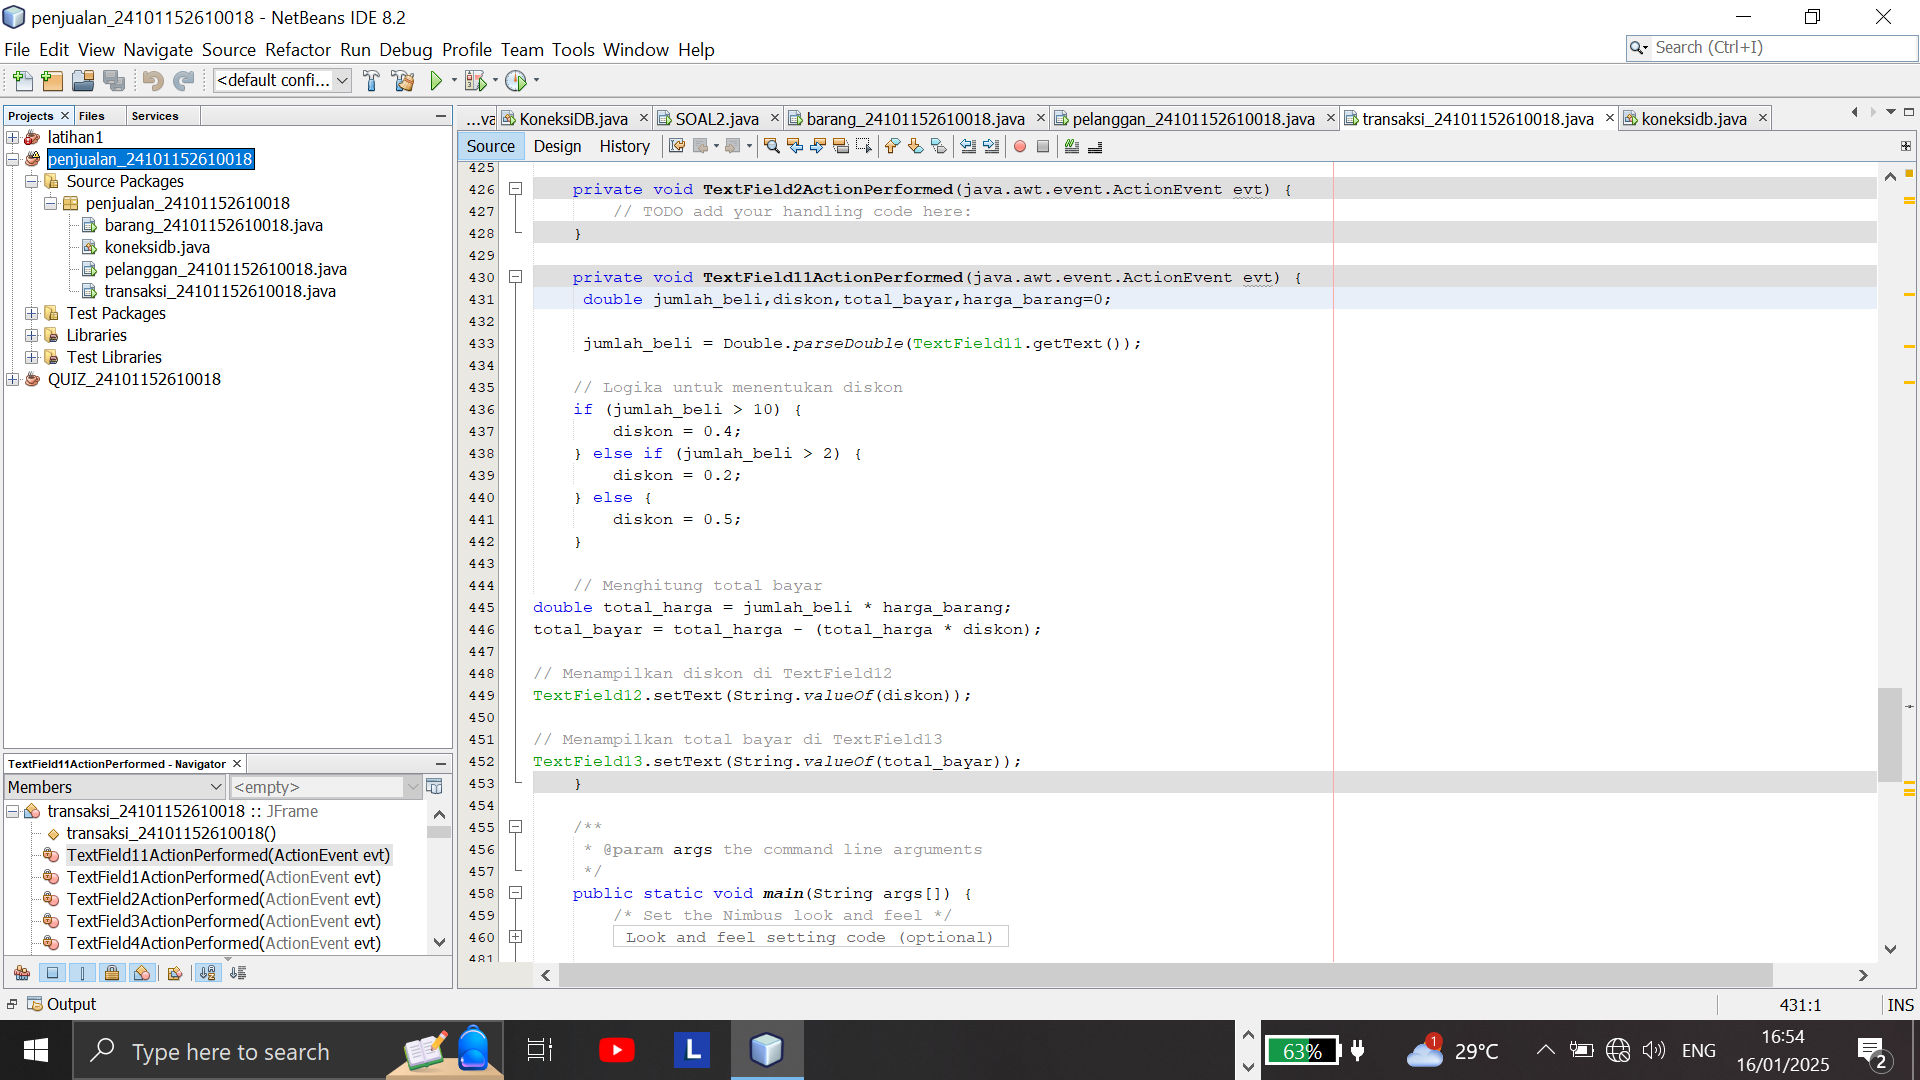 penjualan_24101152610018 - NetBeans IDE 8.2
File Edit View Navigate Source Refactor Run Debug Profile Team Tools Window Help
Search (Ctrl+I)
<default confi...
Projects Files Services
latihan1
penjualan_24101152610018
Source Packages
penjualan_24101152610018
barang_24101152610018.java
koneksidb.java
pelanggan_24101152610018.java
transaksi_24101152610018.java
Test Packages
Libraries
Test Libraries
QUIZ_24101152610018
TextField11ActionPerformed - Navigator
Members <empty>
transaksi_24101152610018 :: JFrame
transaksi_24101152610018()
TextField11ActionPerformed(ActionEvent evt)
TextField1ActionPerformed(ActionEvent evt)
TextField2ActionPerformed(ActionEvent evt)
TextField3ActionPerformed(ActionEvent evt)
TextField4ActionPerformed(ActionEvent evt)
...va KoneksiDB.java SOAL2.java barang_24101152610018.java pelanggan_24101152610018.java transaksi_24101152610018.java koneksidb.java
Source Design History
425
426 private void TextField2ActionPerformed(java.awt.event.ActionEvent evt) {
427 // TODO add your handling code here:
428 }
429
430 private void TextField11ActionPerformed(java.awt.event.ActionEvent evt) {
431 double jumlah_beli,diskon,total_bayar,harga_barang=0;
432
433 jumlah_beli = Double.parseDouble(TextField11.getText());
434
435 // Logika untuk menentukan diskon
436 if (jumlah_beli > 10) {
437 diskon = 0.4;
438 } else if (jumlah_beli > 2) {
439 diskon = 0.2;
440 } else {
441 diskon = 0.5;
442 }
443
444 // Menghitung total bayar
445 double total_harga = jumlah_beli * harga_barang;
446 total_bayar = total_harga - (total_harga * diskon);
447
448 // Menampilkan diskon di TextField12
449 TextField12.setText(String.valueOf(diskon));
450
451 // Menampilkan total bayar di TextField13
452 TextField13.setText(String.valueOf(total_bayar));
453 }
454
455 /**
456 * @param args the command line arguments
457 */
458 public static void main(String args[]) {
459 /* Set the Nimbus look and feel */
460 Look and feel setting code (optional)
481
Output
431:1 INS
Type here to search
L
63%
1
29°C
ENG
16:54
16/01/2025
2